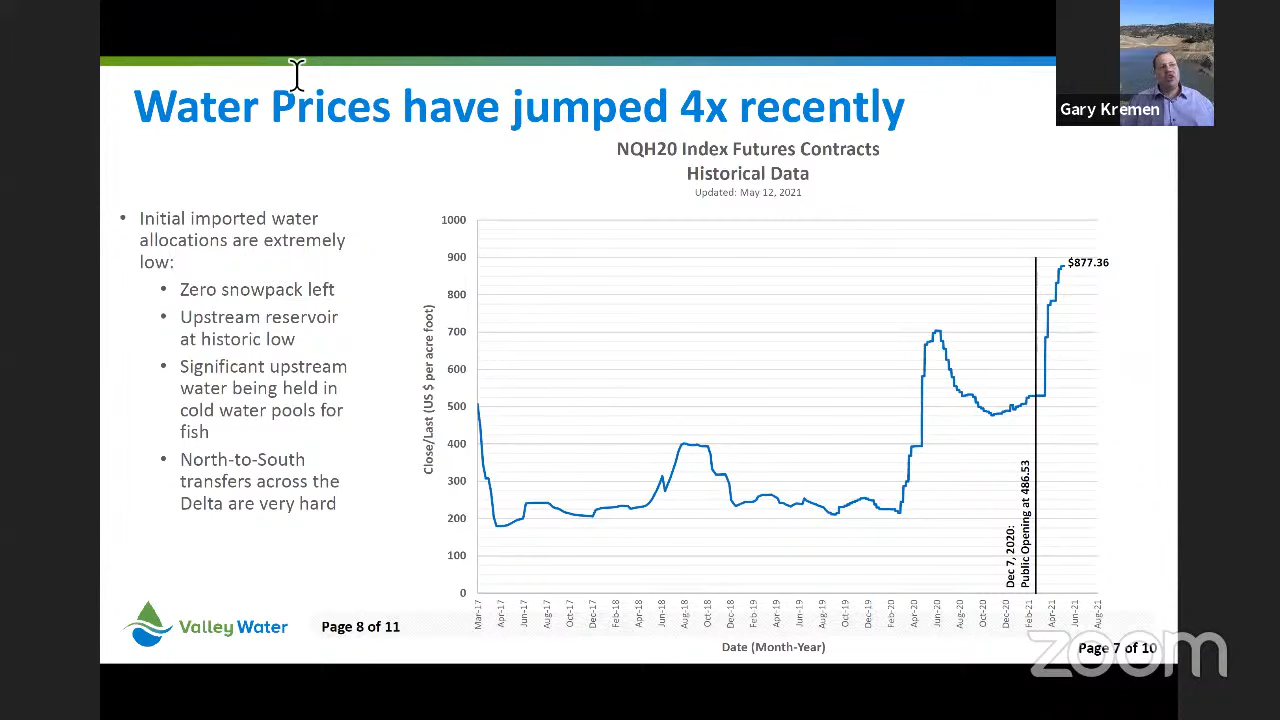 Gary Kremen
Water Prices have jumped 4x recently
NQH20 Index Futures Contracts
Historical Data
Updated: May 12, 2021
• Initial imported water
allocations are extremely
low:
• Zero snowpack left
• Upstream reservoir
at historic low
• Significant upstream
water being held in
cold water pools for
fish
• North-to-South
transfers across the
Delta are very hard
Close/Last (US $ per acre foot)
1000
900
800
700
600
500
400
300
200
100
0
$877.36
Dec 7, 2020:
Public Opening at 486.53
Mar-17
Apr-17
Jun-17
Aug-17
Oct-17
Dec-17
Feb-18
Apr-18
Jun-18
Aug-18
Oct-18
Dec-18
Feb-19
Apr-19
Jun-19
Aug-19
Oct-19
Dec-19
Feb-20
Apr-20
Jun-20
Aug-20
Oct-20
Dec-20
Feb-21
Apr-21
Jun-21
Aug-21
Date (Month-Year)
Valley Water
Page 8 of 11
Page 7 of 10
zoom